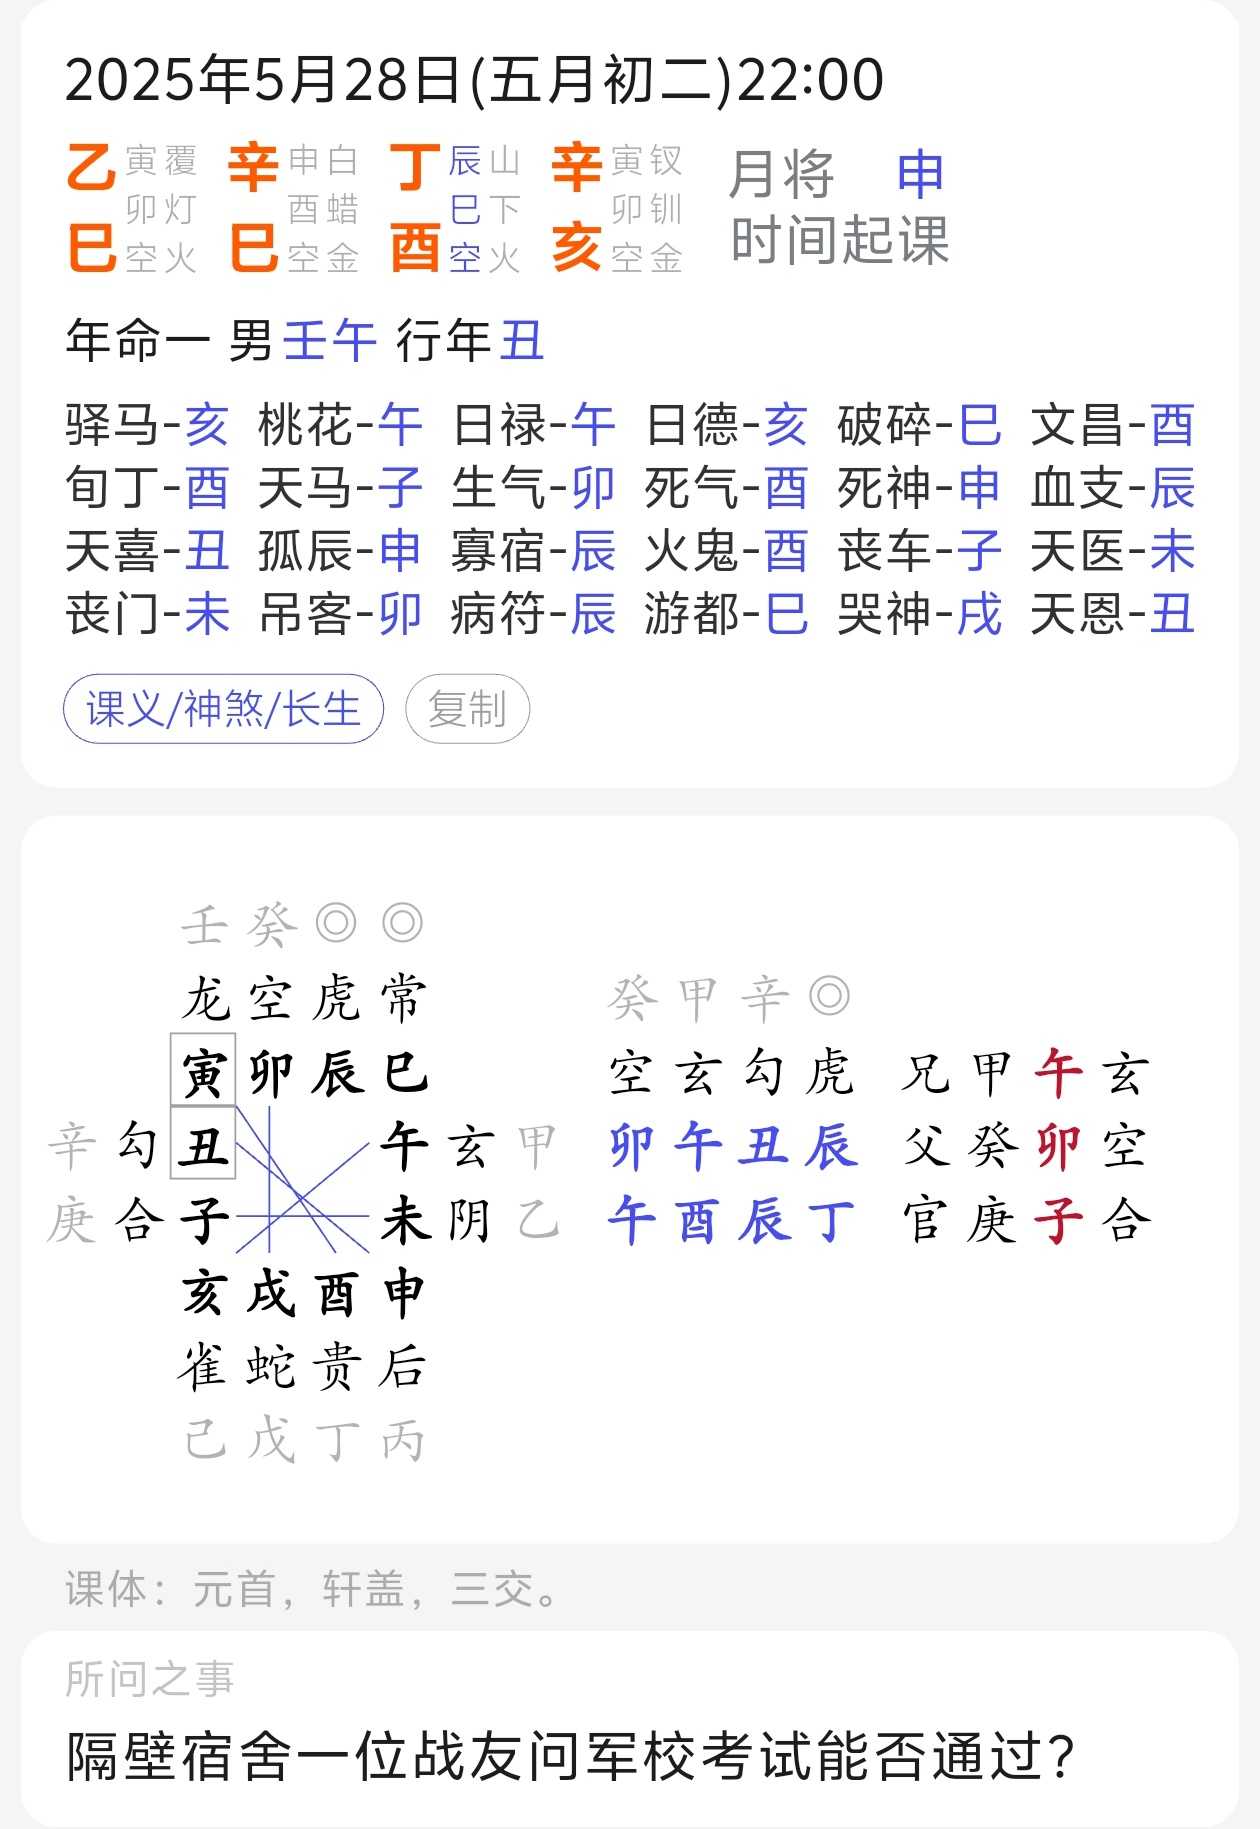 2025年5月28日(五月初二)22:00
乙 寅覆 辛 申白 丁 辰山 辛 寅钗 月将 申
卯灯 酉蜡 巳下 卯钏
巳 空火 巳 空金 酉 空火 亥 空金 时间起课
年命一 男壬午 行年丑
驿马-亥 桃花-午 日禄-午 日德-亥 破碎-巳 文昌-酉
旬丁-酉 天马-子 生气-卯 死气-酉 死神-申 血支-辰
天喜-丑 孤辰-申 寡宿-辰 火鬼-酉 丧车-子 天医-未
丧门-未 吊客-卯 病符-辰 游都-巳 哭神-戌 天恩-丑
课义/神煞/长生 复制
壬 癸 ◎ ◎
龙 空 虎 常 癸 甲 辛 ◎
寅 卯 辰 巳 空 玄 勾 虎 兄 甲 午 玄
辛 勾 丑 午 玄 甲 卯 午 丑 辰 父 癸 卯 空
庚 合 子 未 阴 乙 午 酉 辰 丁 官 庚 子 合
亥 戌 酉 申
雀 蛇 贵 后
己 戊 丁 丙
课体：元首，轩盖，三交。
所问之事
隔壁宿舍一位战友问军校考试能否通过？